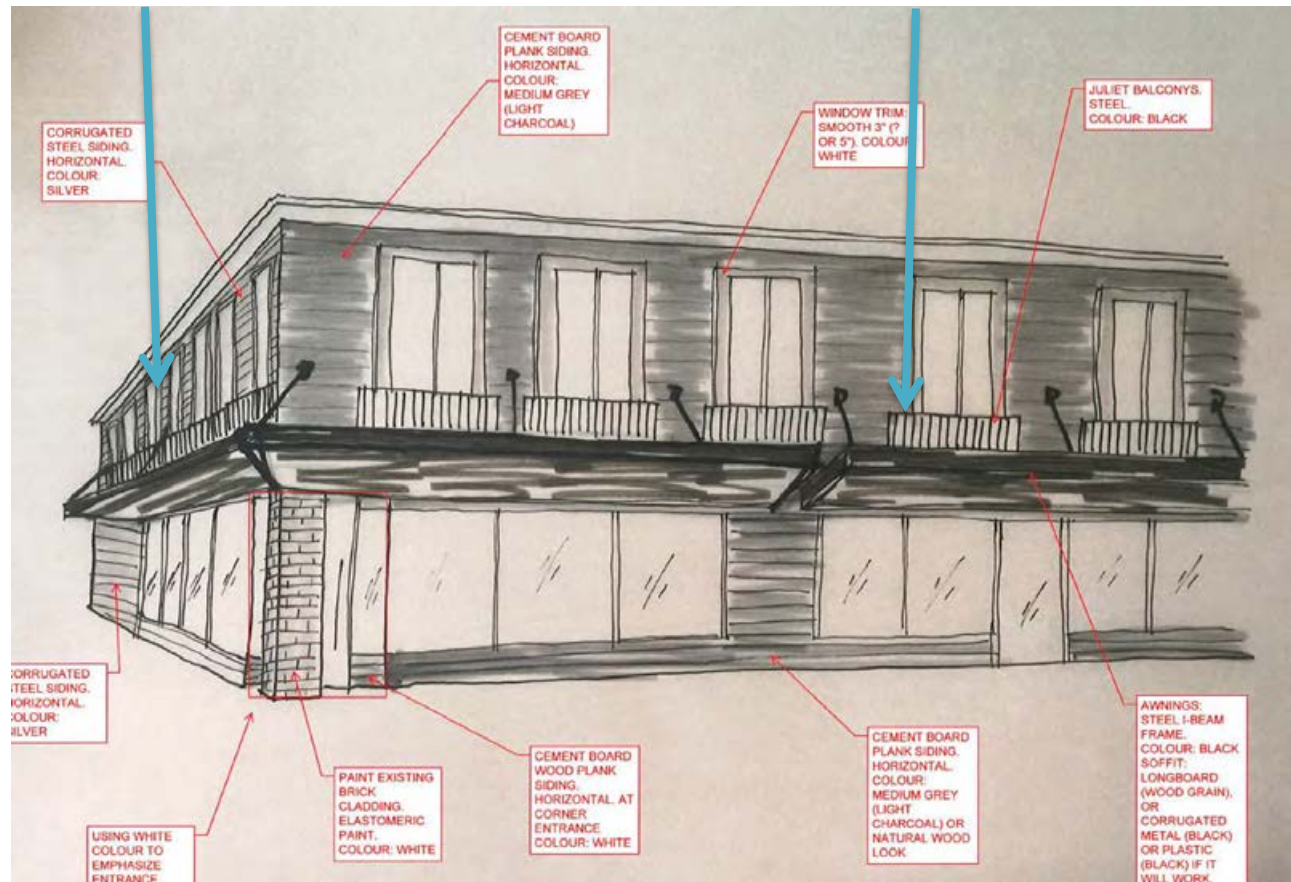 CEMENT BOARD
PLANK SIDING.
HORIZONTAL.
COLOUR:
MEDIUM GREY
(LIGHT
CHARCOAL)
JULIET BALCONYS.
STEEL.
COLOUR: BLACK
WINDOW TRIM:
SMOOTH 3" (?
OR 5"). COLOUR
WHITE
CORRUGATED
STEEL SIDING.
HORIZONTAL.
COLOUR:
SILVER
CORRUGATED
STEEL SIDING.
HORIZONTAL.
COLOUR:
SILVER
USING WHITE
COLOUR TO
EMPHASIZE
ENTRANCE
PAINT EXISTING
BRICK
CLADDING.
ELASTOMERIC
PAINT.
COLOUR: WHITE
CEMENT BOARD
WOOD PLANK
SIDING.
HORIZONTAL. AT
CORNER
ENTRANCE
COLOUR: WHITE
CEMENT BOARD
PLANK SIDING.
HORIZONTAL.
COLOUR:
MEDIUM GREY
(LIGHT
CHARCOAL) OR
NATURAL WOOD
LOOK
AWNINGS:
STEEL I-BEAM
FRAME.
COLOUR: BLACK
SOFFIT:
LONGBOARD
(WOOD GRAIN),
OR
CORRUGATED
METAL (BLACK)
OR PLASTIC
(BLACK) IF IT
WILL WORK.